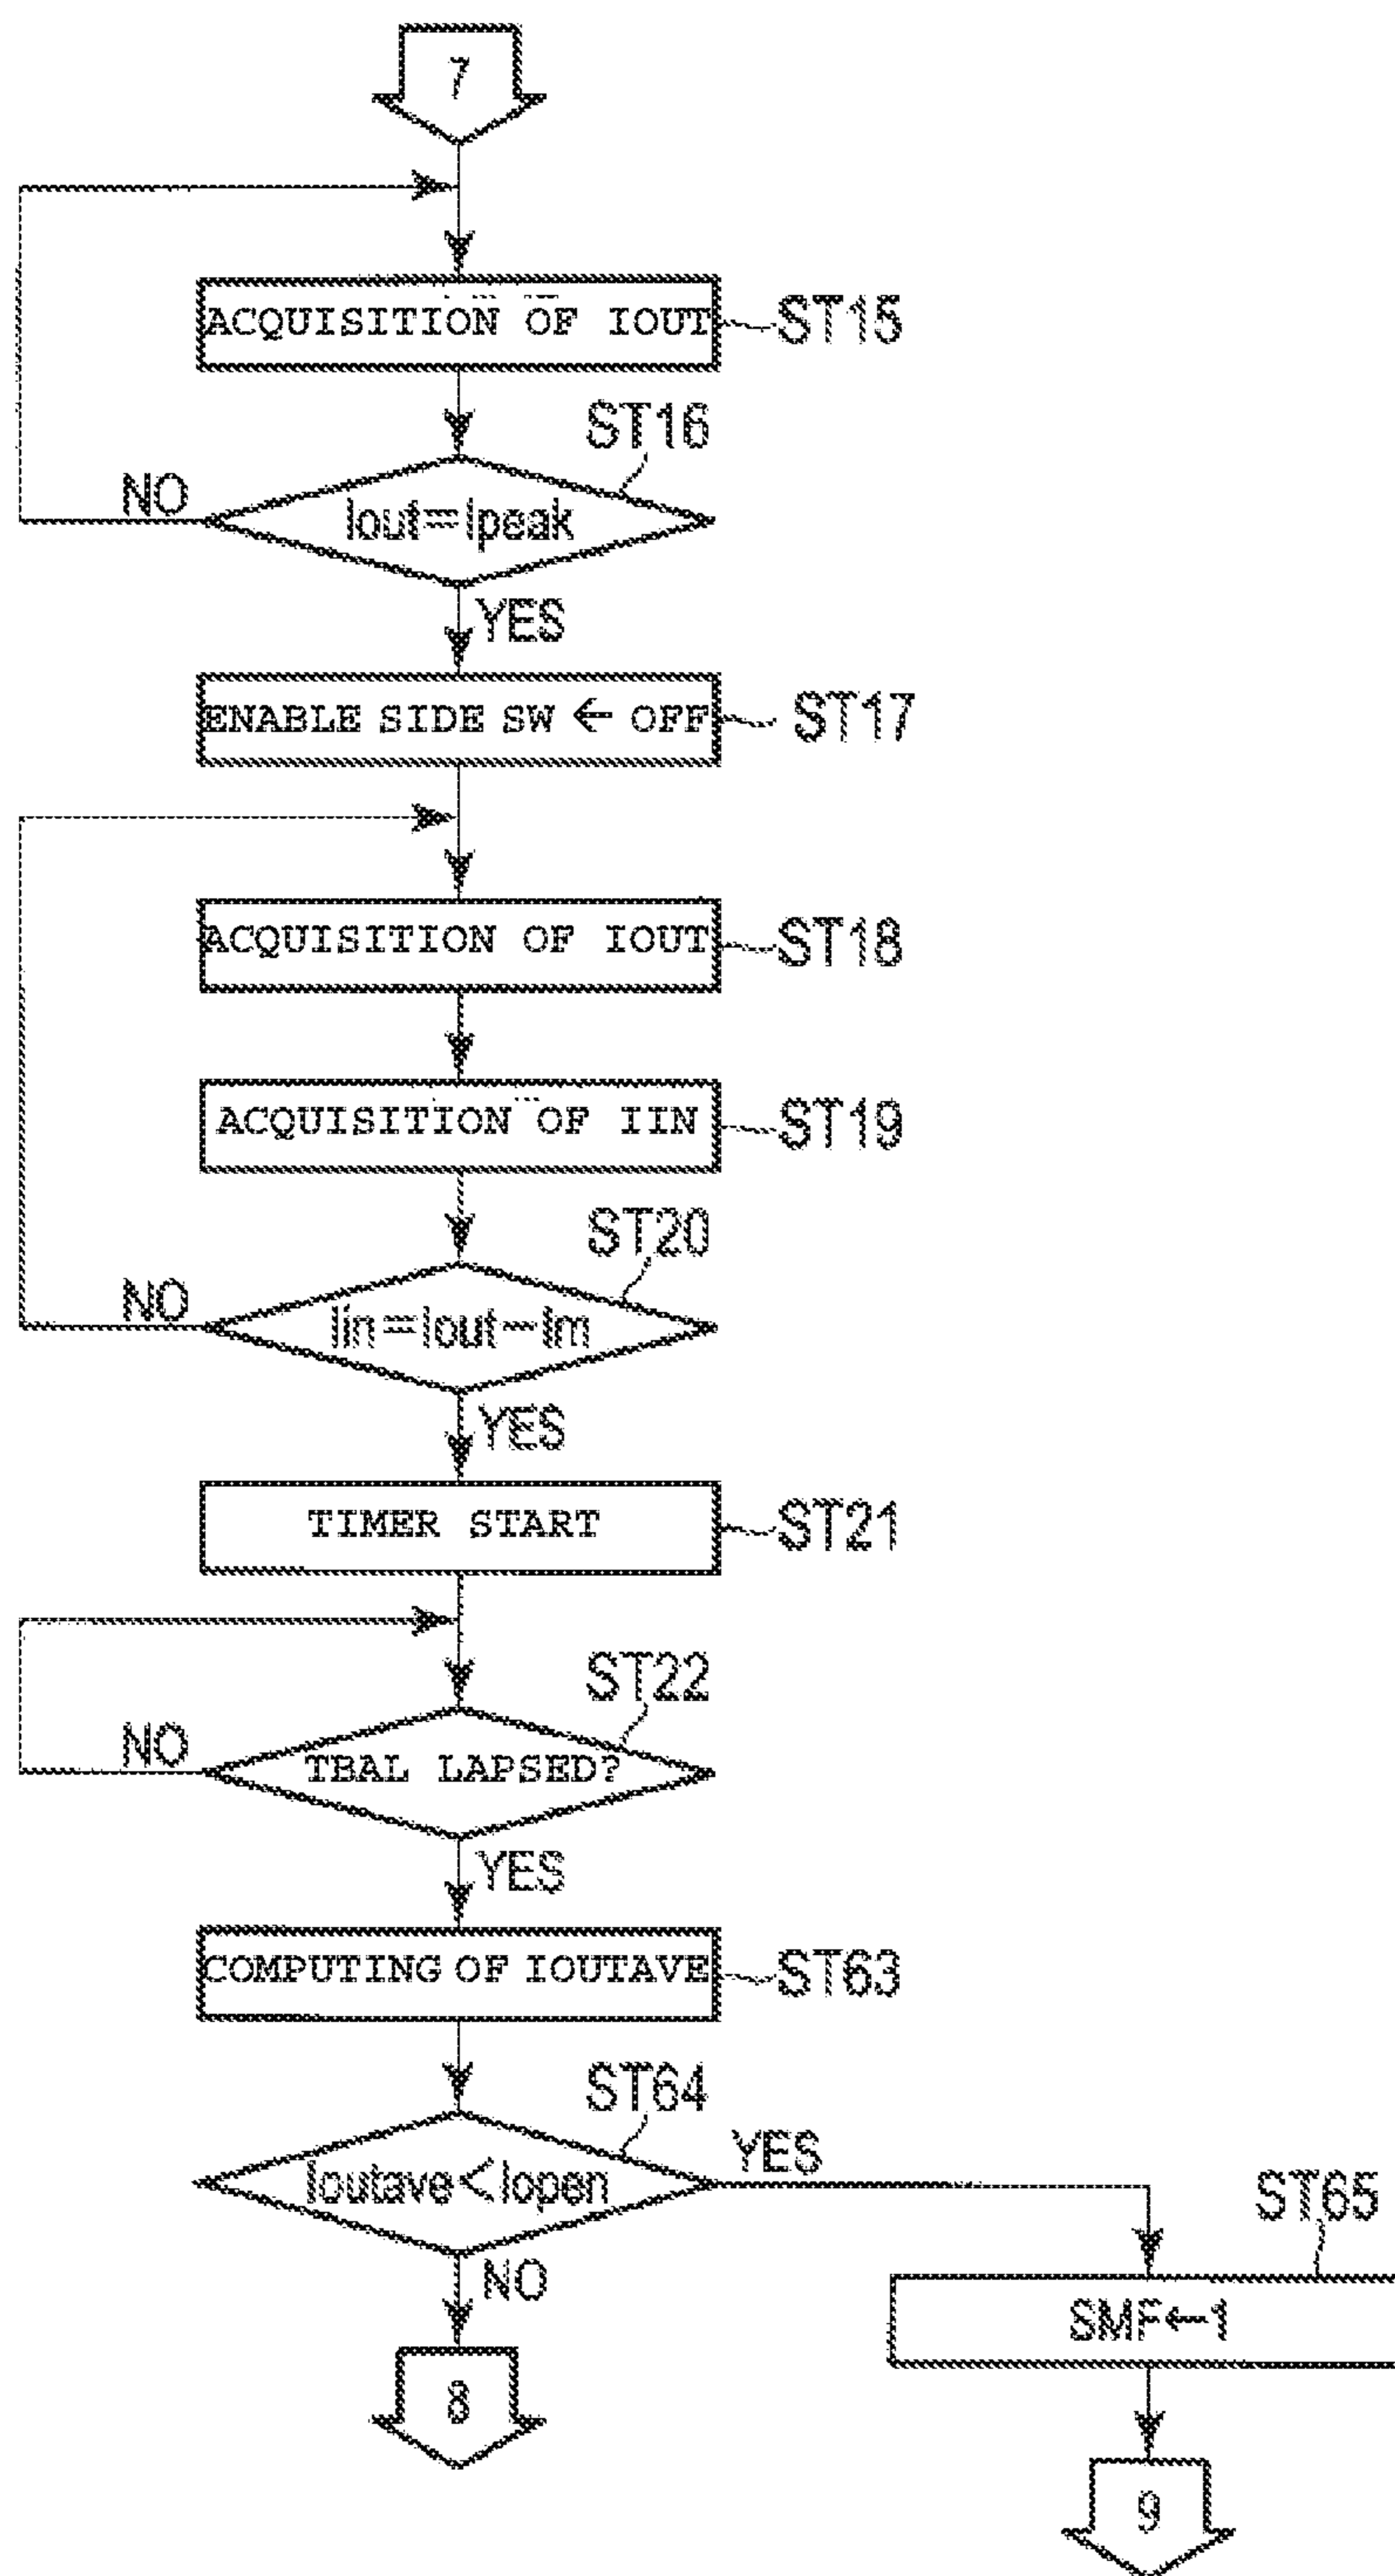 7
ACQUISITION OF IOUT
ST15
ST16
NO
Iout=Ipeak
YES
ENABLE SIDE SW ← OFF
ST17
ACQUISITION OF IOUT
ST18
ACQUISITION OF IIN
ST19
ST20
NO
Iin=Iout-Im
YES
TIMER START
ST21
ST22
NO
TBAL LAPSED?
YES
COMPUTING OF IOUTAVE
ST63
ST64
YES
Ioutave<Iopen
ST65
NO
SMF←1
8
9